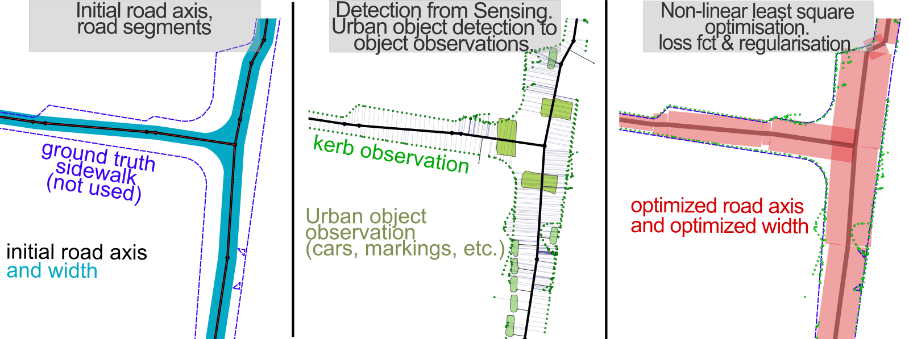 Initial road axis,
road segments
ground truth
sidewalk
(not used)
initial road axis
and width
Detection from Sensing.
Urban object detection to
object observations.
kerb observation
Urban object
observation
(cars, markings, etc.)
Non-linear least square
optimisation.
loss fct & regularisation
optimized road axis
and optimized width